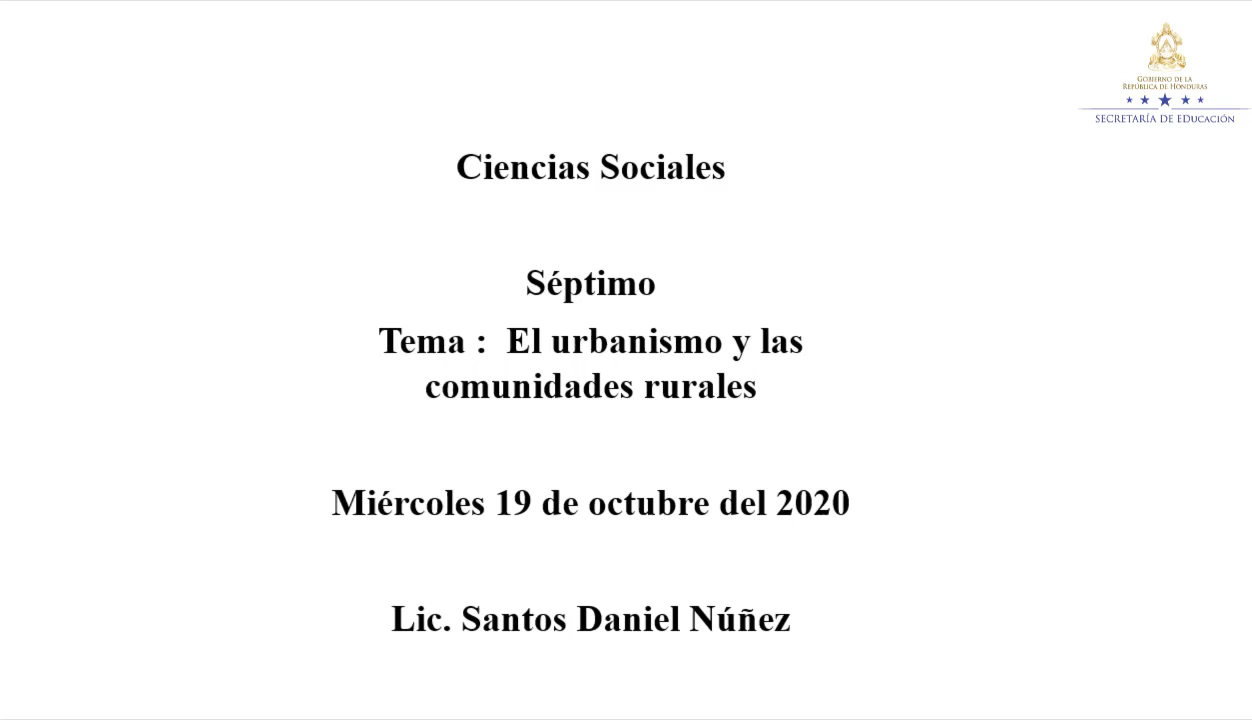 GOBIERNO DE LA
REPÚBLICA DE HONDURAS
SECRETARÍA DE EDUCACIÓN
Ciencias Sociales
Séptimo
Tema : El urbanismo y las
comunidades rurales
Miércoles 19 de octubre del 2020
Lic. Santos Daniel Núñez